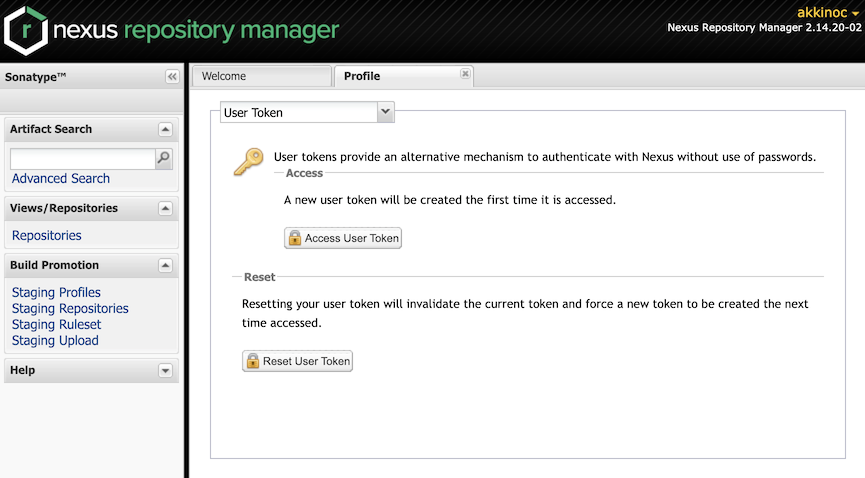 nexus repository manager
akkinoc
Nexus Repository Manager 2.14.20-02
Sonatype™
Welcome
Profile
Artifact Search
Advanced Search
Views/Repositories
Repositories
Build Promotion
Staging Profiles
Staging Repositories
Staging Ruleset
Staging Upload
Help
User Token
User tokens provide an alternative mechanism to authenticate with Nexus without use of passwords.
Access
A new user token will be created the first time it is accessed.
Access User Token
Reset
Resetting your user token will invalidate the current token and force a new token to be created the next
time accessed.
Reset User Token